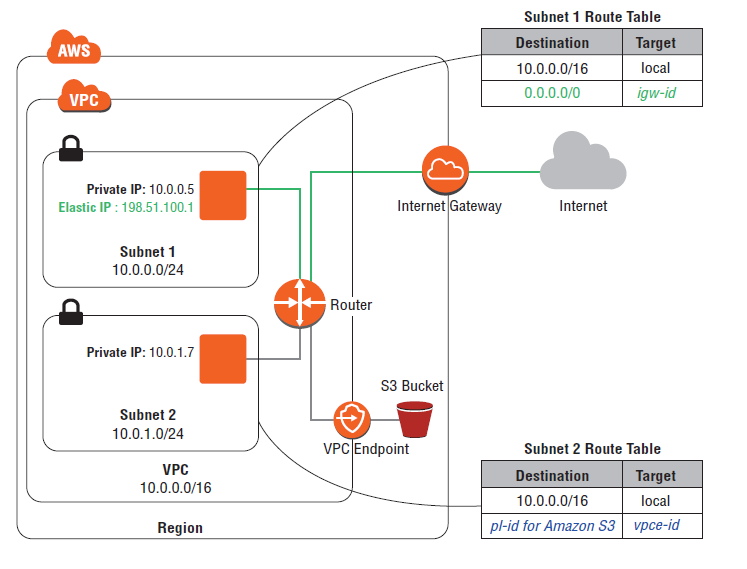 Subnet 1 Route Table
Destination Target
10.0.0.0/16 local
0.0.0.0/0 igw-id
AWS
VPC
Private IP: 10.0.0.5
Elastic IP : 198.51.100.1
Subnet 1
10.0.0.0/24
Internet Gateway
Internet
Router
Private IP: 10.0.1.7
Subnet 2
10.0.1.0/24
S3 Bucket
VPC Endpoint
VPC
10.0.0.0/16
Region
Subnet 2 Route Table
Destination Target
10.0.0.0/16 local
pl-id for Amazon S3 vpce-id